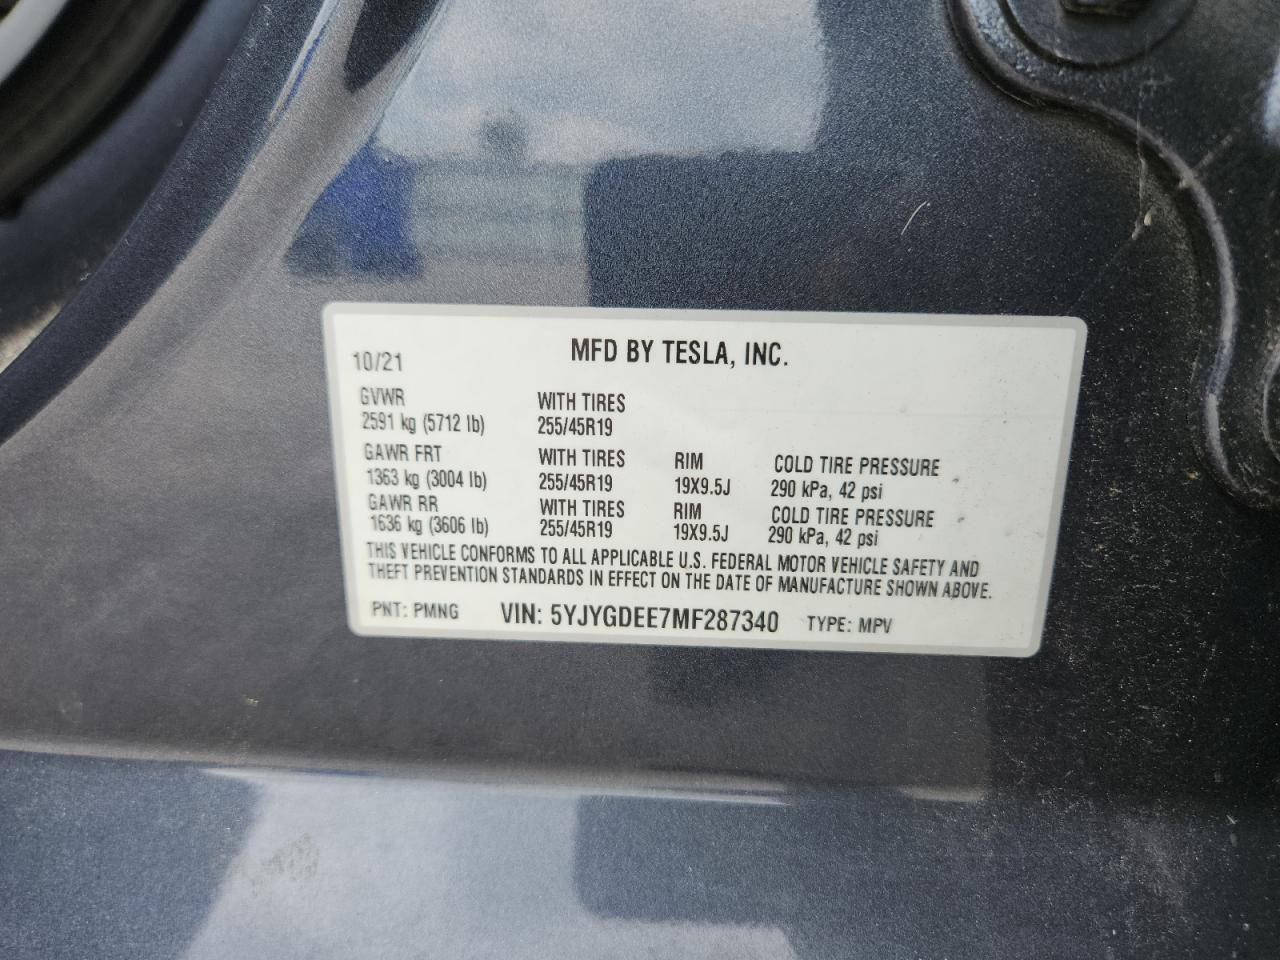 MFD BY TESLA, INC.
10/21
GVWR
2591 kg (5712 lb)
WITH TIRES
255/45R19
GAWR FRT
1363 kg (3004 lb)
WITH TIRES
255/45R19
RIM
19X9.5J
COLD TIRE PRESSURE
290 kPa, 42 psi
GAWR RR
1636 kg (3606 lb)
WITH TIRES
255/45R19
RIM
19X9.5J
COLD TIRE PRESSURE
290 kPa, 42 psi
THIS VEHICLE CONFORMS TO ALL APPLICABLE U.S. FEDERAL MOTOR VEHICLE SAFETY AND
THEFT PREVENTION STANDARDS IN EFFECT ON THE DATE OF MANUFACTURE SHOWN ABOVE.
PNT: PMNG VIN: 5YJYGDEE7MF287340 TYPE: MPV